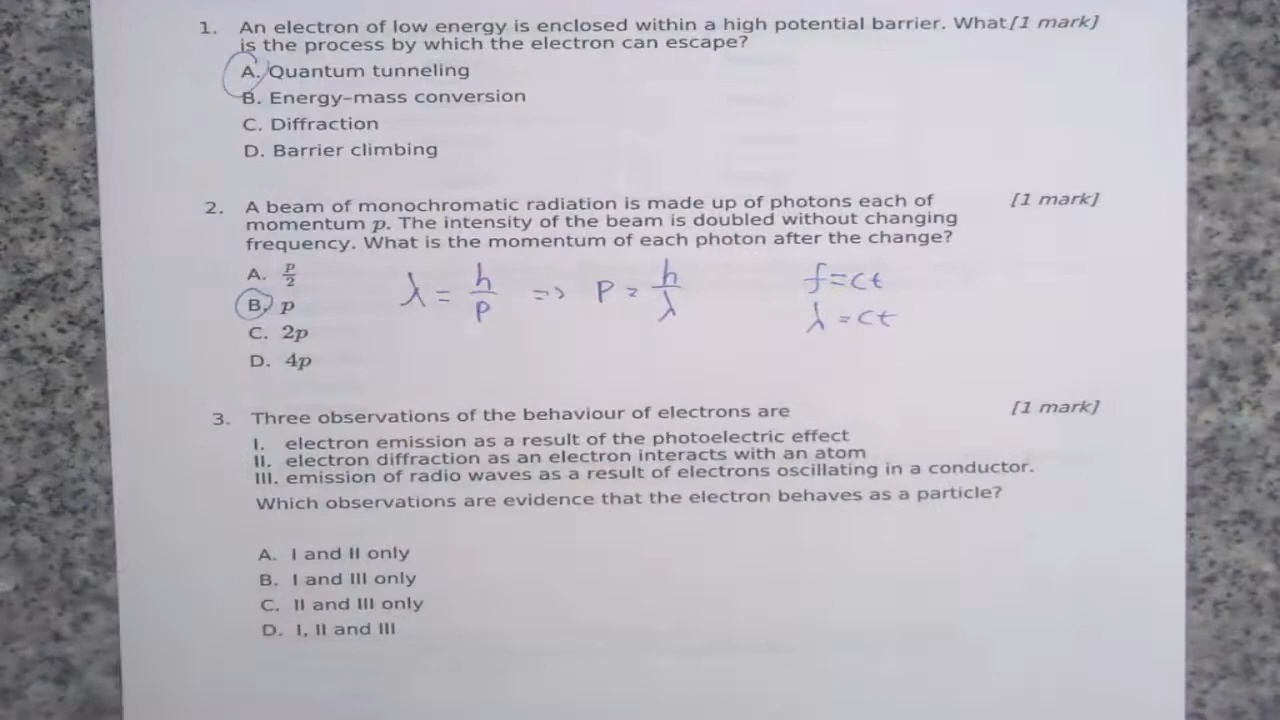 1. An electron of low energy is enclosed within a high potential barrier. What [1 mark]
is the process by which the electron can escape?
A. Quantum tunneling
B. Energy–mass conversion
C. Diffraction
D. Barrier climbing
2. A beam of monochromatic radiation is made up of photons each of [1 mark]
momentum p. The intensity of the beam is doubled without changing
frequency. What is the momentum of each photon after the change?
A. p/2
B. p
C. 2p
D. 4p
λ = h/p => P = h/λ
f = ct
λ = ct
3. Three observations of the behaviour of electrons are [1 mark]
I. electron emission as a result of the photoelectric effect
II. electron diffraction as an electron interacts with an atom
III. emission of radio waves as a result of electrons oscillating in a conductor.
Which observations are evidence that the electron behaves as a particle?
A. I and II only
B. I and III only
C. II and III only
D. I, II and III